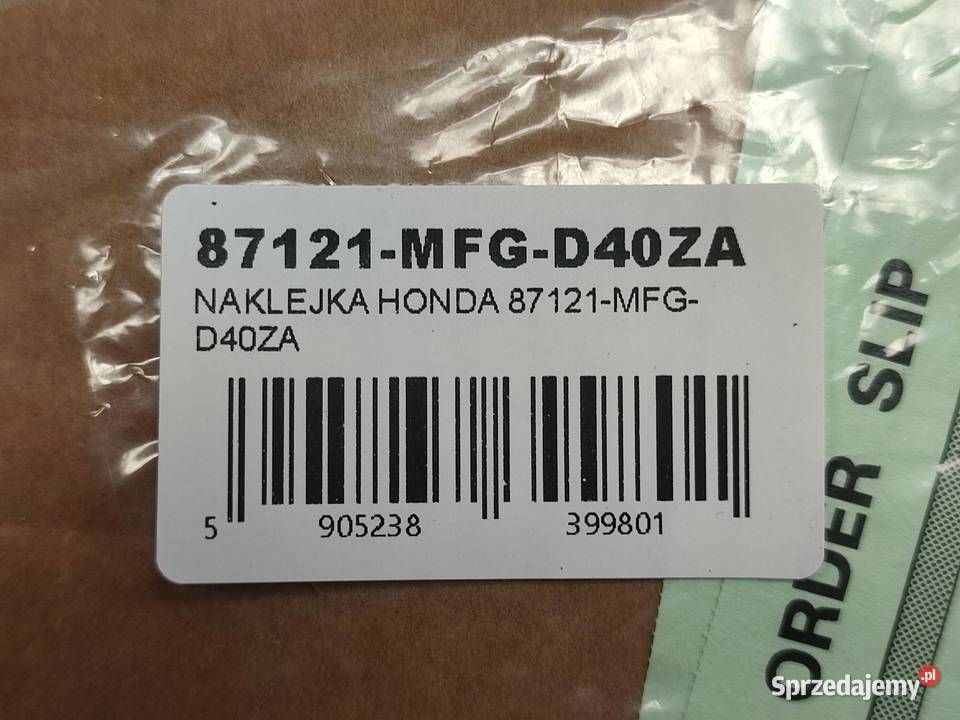 87121-MFG-D40ZA
NAKLEJKA HONDA 87121-MFG-
D40ZA
5 905238 399801
ORDER SLIP
Sprzedajemy.pl